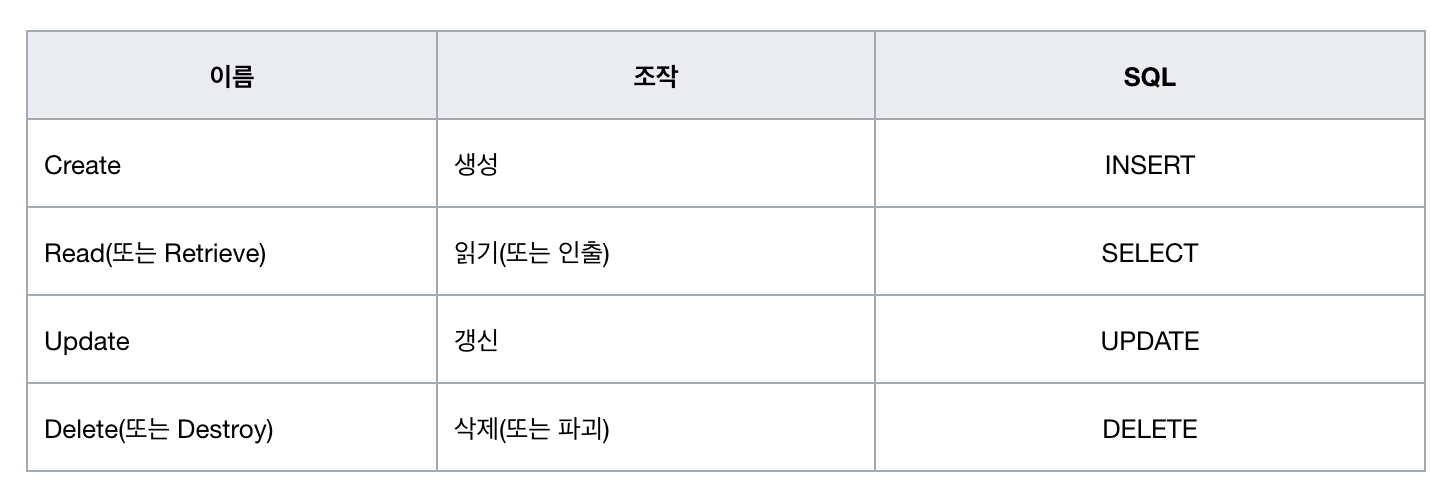 이름 조작 SQL
Create 생성 INSERT
Read(또는 Retrieve) 읽기(또는 인출) SELECT
Update 갱신 UPDATE
Delete(또는 Destroy) 삭제(또는 파괴) DELETE